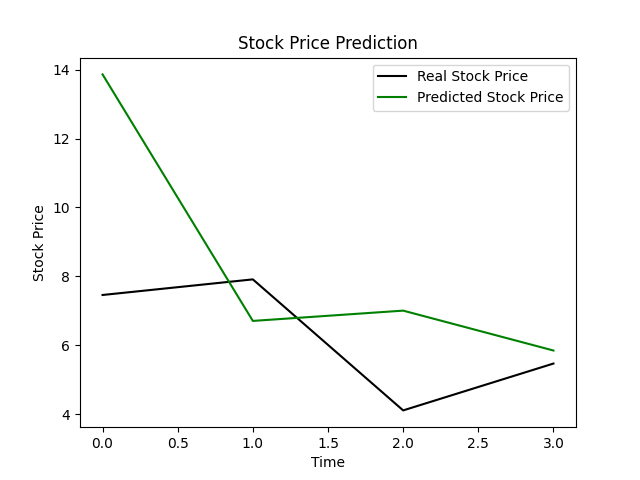 Stock Price Prediction
Real Stock Price
Predicted Stock Price
Stock Price
14
12
10
8
6
4
0.0 0.5 1.0 1.5 2.0 2.5 3.0
Time